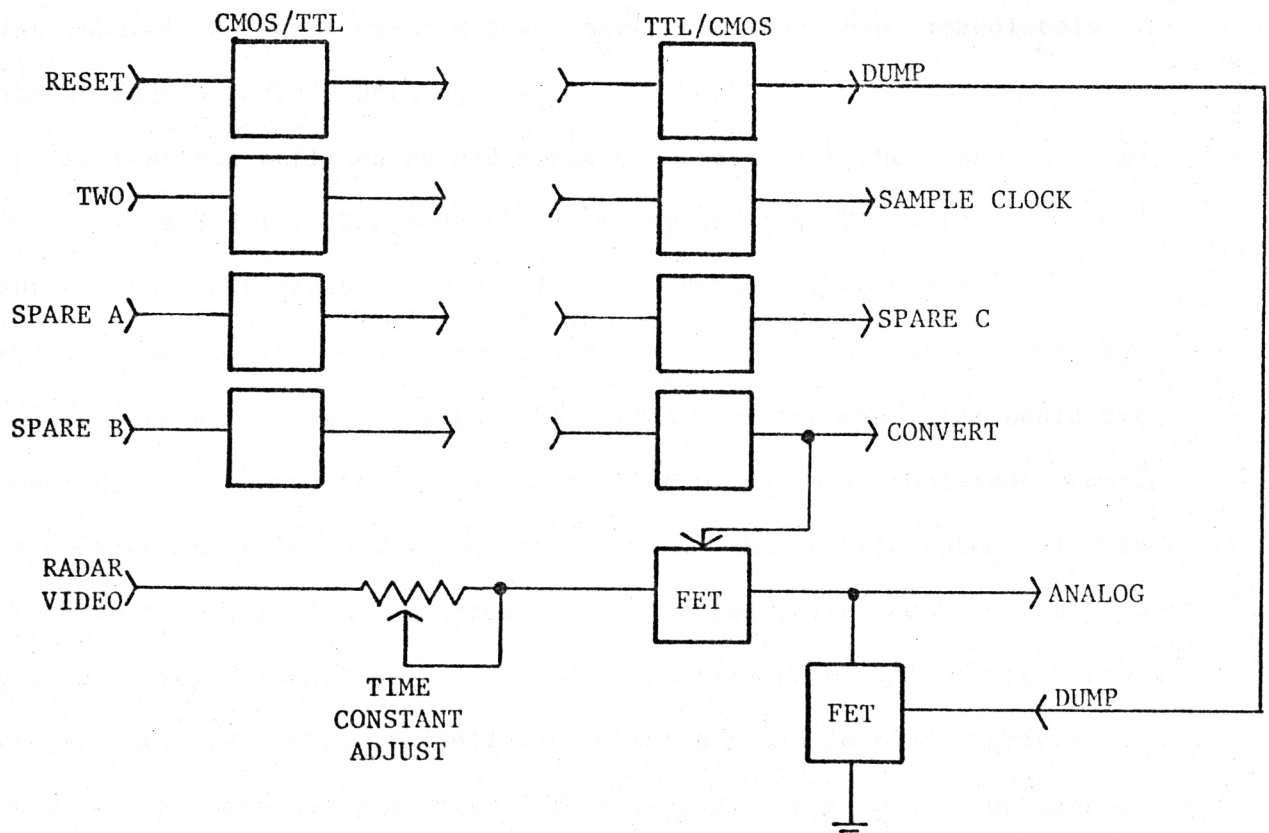 CMOS/TTL
TTL/CMOS
RESET
DUMP
TWO
SAMPLE CLOCK
SPARE A
SPARE C
SPARE B
CONVERT
RADAR
VIDEO
FET
ANALOG
TIME
CONSTANT
ADJUST
FET
DUMP